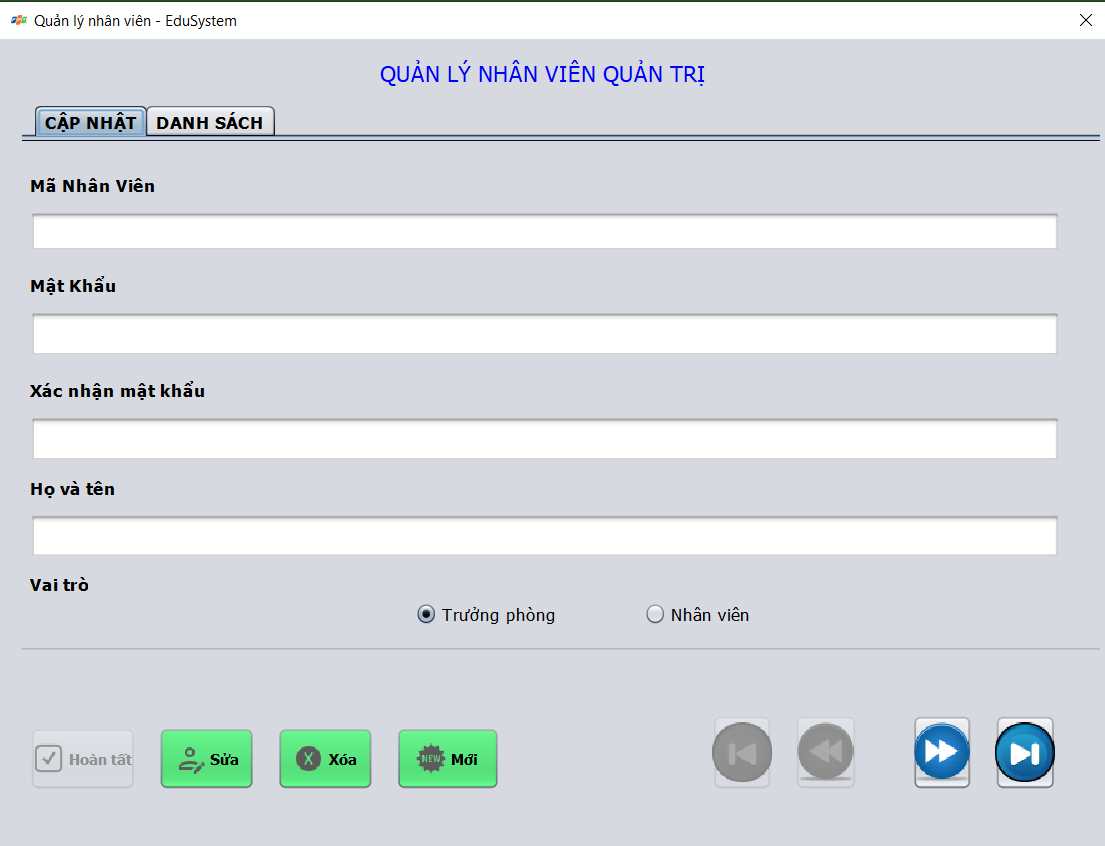 Quản lý nhân viên - EduSystem
QUẢN LÝ NHÂN VIÊN QUẢN TRỊ
CẬP NHẬT DANH SÁCH
Mã Nhân Viên
Mật Khẩu
Xác nhận mật khẩu
Họ và tên
Vai trò
Trưởng phòng Nhân viên
Hoàn tất Sửa X Xóa NEW Mới